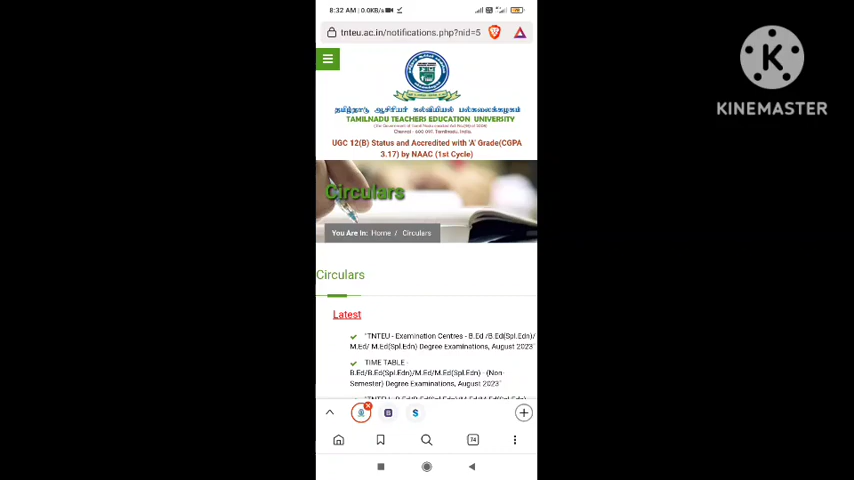 8:32 AM | 0.0KB/s
tnteu.ac.in/notifications.php?nid=5
தமிழ்நாடு ஆசிரியர் கல்வியியல் பல்கலைக்கழகம்
TAMILNADU TEACHERS EDUCATION UNIVERSITY
Chennai - 600 097, Tamilnadu, India.
UGC 12(B) Status and Accredited with 'A' Grade(CGPA
3.17) by NAAC (1st Cycle)
Circulars
You Are In: Home / Circulars
Circulars
Latest
"TNTEU - Examination Centres - B.Ed /B.Ed(Spl.Edn)/
M.Ed/ M.Ed(Spl.Edn) Degree Examinations, August 2023"
TIME TABLE -
B.Ed/B.Ed(Spl.Edn)/M.Ed/M.Ed(Spl.Edn) - (Non-
Semester) Degree Examinations, August 2023"
74
KINEMASTER